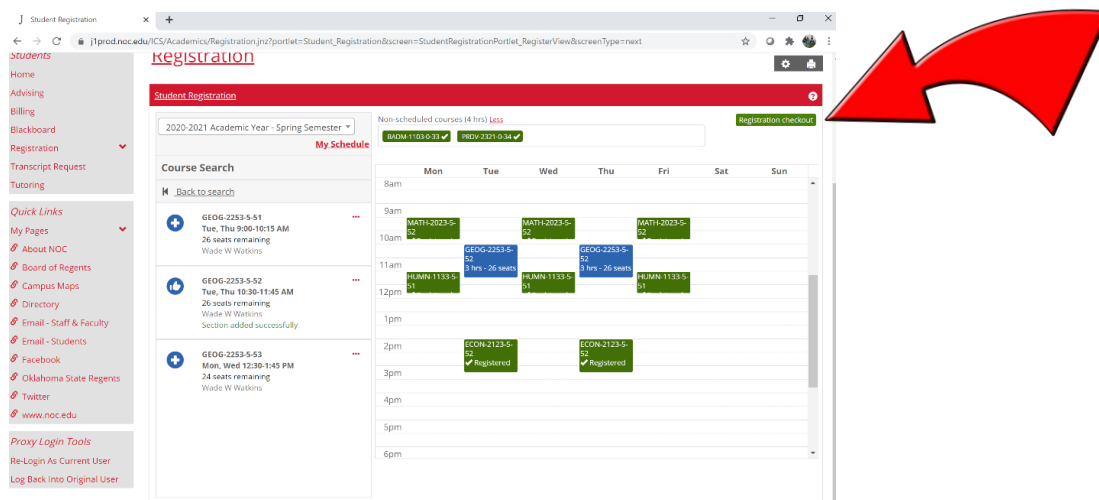 Student Registration
j1prod.noc.edu/ICS/Academics/Registration.jnz?portlet=Student_Registration&screen=StudentRegistrationPortlet_RegisterView&screenType=next
Students
Home
Advising
Billing
Blackboard
Registration
Transcript Request
Tutoring
Quick Links
My Pages
About NOC
Board of Regents
Campus Maps
Directory
Email - Staff & Faculty
Email - Students
Facebook
Oklahoma State Regents
Twitter
www.noc.edu
Proxy Login Tools
Re-Login As Current User
Log Back Into Original User
Registration
Student Registration
2020-2021 Academic Year - Spring Semester
My Schedule
Course Search
Back to search
GEOG-2253-5-51
Tue, Thu 9:00-10:15 AM
26 seats remaining
Wade W Watkins
GEOG-2253-5-52
Tue, Thu 10:30-11:45 AM
26 seats remaining
Wade W Watkins
Section added successfully
GEOG-2253-5-53
Mon, Wed 12:30-1:45 PM
24 seats remaining
Wade W Watkins
Non-scheduled courses (4 hrs) Less
Registration checkout
BADM-1103-0-33 PRDV-2321-0-34
Mon Tue Wed Thu Fri Sat Sun
8am
9am
MATH-2023-5-52 MATH-2023-5-52 MATH-2023-5-52
10am
GEOG-2253-5-52 GEOG-2253-5-52
3 hrs - 26 seats 3 hrs - 26 seats
11am
HUMN-1133-5-51 HUMN-1133-5-51 HUMN-1133-5-51
12pm
1pm
2pm
ECON-2123-5-52 ECON-2123-5-52
Registered Registered
3pm
4pm
5pm
6pm